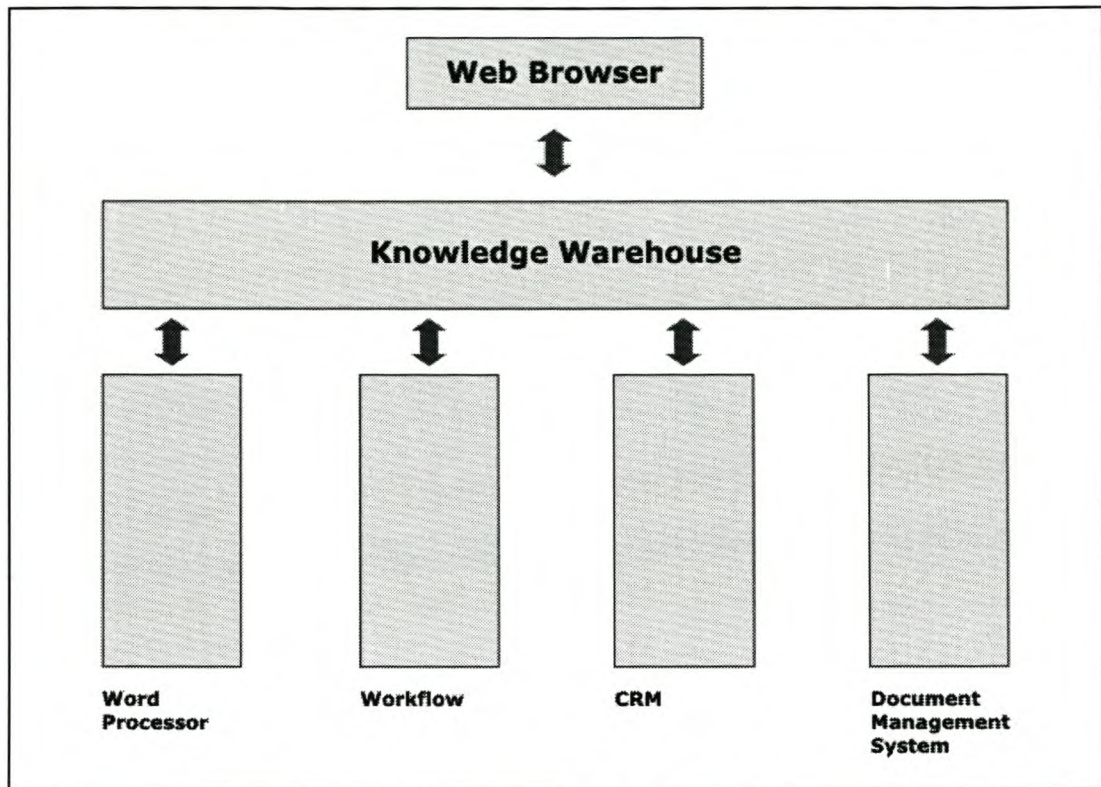 Web Browser
Knowledge Warehouse
Word
Processor
Workflow
CRM
Document
Management
System